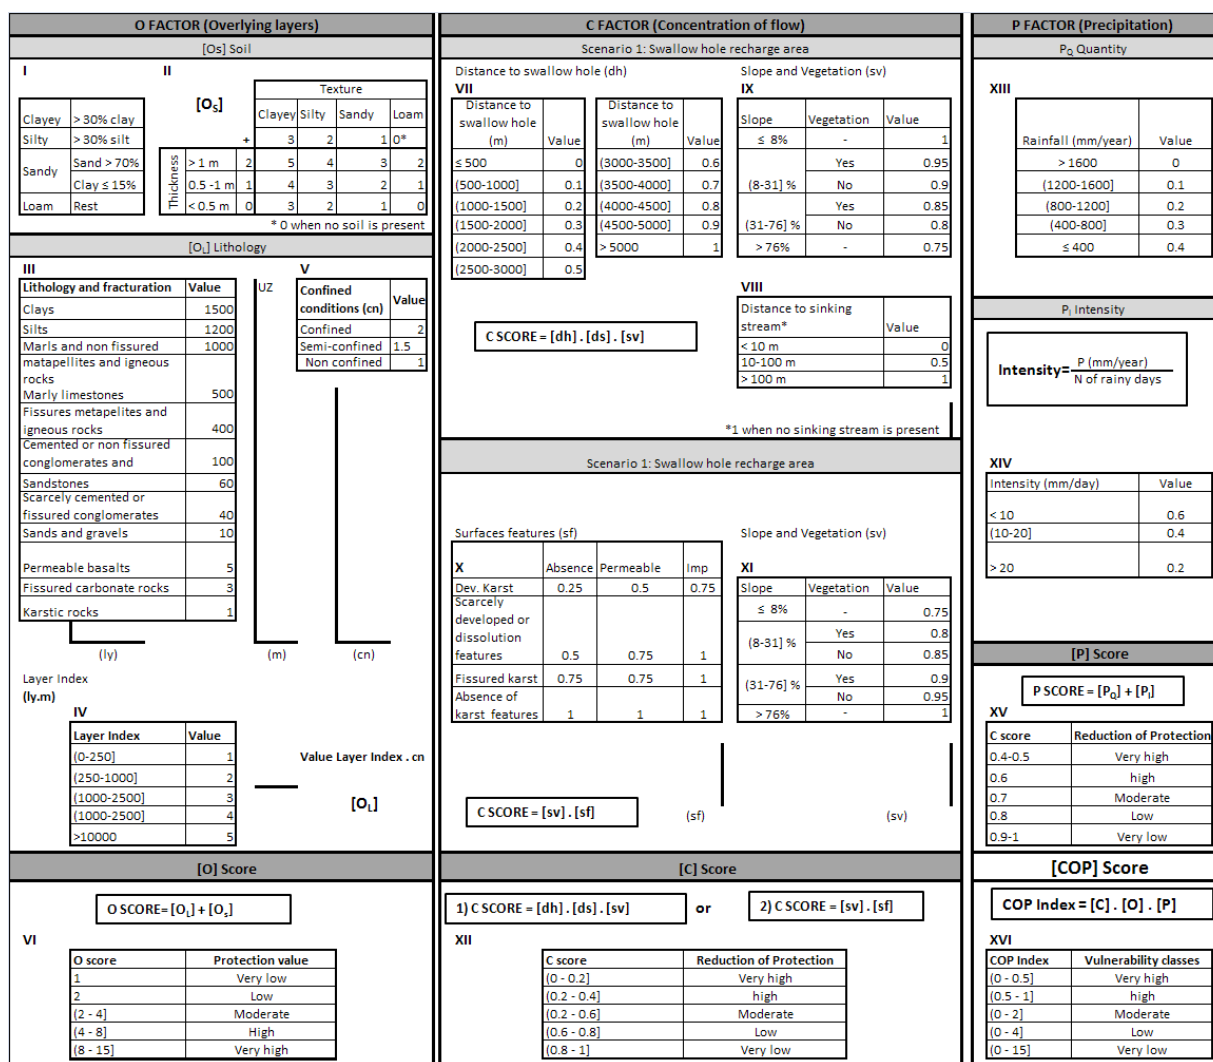 O FACTOR (Overlying layers)
[Os] Soil
I
Clayey > 30% clay
Silty > 30% silt
Sandy Sand > 70%
Clay ≤ 15%
Loam Rest
II
[O_S]
Texture
Clayey Silty Sandy Loam
+ 3 2 1 0*
Thickness
> 1 m 2 5 4 3 2
0.5 -1 m 1 4 3 2 1
< 0.5 m 0 3 2 1 0
* 0 when no soil is present
[O_L] Lithology
III
Lithology and fracturation Value
Clays 1500
Silts 1200
Marls and non fissured 1000
matapellites and igneous
rocks
Marly limestones 500
Fissures metapelites and
igneous rocks 400
Cemented or non fissured
conglomerates and 100
Sandstones 60
Scarcely cemented or
fissured conglomerates 40
Sands and gravels 10
Permeable basalts 5
Fissured carbonate rocks 3
Karstic rocks 1
(ly)
UZ
(m)
V
Confined
conditions (cn) Value
Confined 2
Semi-confined 1.5
Non confined 1
(cn)
Layer Index
(ly.m)
IV
Layer Index Value
(0-250] 1
(250-1000] 2
(1000-2500] 3
(1000-2500] 4
>10000 5
Value Layer Index . cn
[O_L]
[O] Score
O SCORE= [O_L] + [O_s]
VI
O score Protection value
1 Very low
2 Low
(2 - 4] Moderate
(4 - 8] High
(8 - 15] Very high
C FACTOR (Concentration of flow)
Scenario 1: Swallow hole recharge area
Distance to swallow hole (dh)
VII
Distance to
swallow hole
(m) Value
≤ 500 0
(500-1000] 0.1
(1000-1500] 0.2
(1500-2000] 0.3
(2000-2500] 0.4
(2500-3000] 0.5
Distance to
swallow hole
(m) Value
(3000-3500] 0.6
(3500-4000] 0.7
(4000-4500] 0.8
(4500-5000] 0.9
> 5000 1
C SCORE = [dh] . [ds] . [sv]
Slope and Vegetation (sv)
IX
Slope Vegetation Value
≤ 8% - 1
(8-31] % Yes 0.95
No 0.9
(31-76] % Yes 0.85
No 0.8
> 76% - 0.75
VIII
Distance to sinking
stream* Value
< 10 m 0
10-100 m 0.5
> 100 m 1
*1 when no sinking stream is present
Scenario 1: Swallow hole recharge area
Surfaces features (sf)
X Absence Permeable Imp
Dev. Karst 0.25 0.5 0.75
Scarcely
developed or
dissolution
features 0.5 0.75 1
Fissured karst 0.75 0.75 1
Absence of
karst features 1 1 1
Slope and Vegetation (sv)
XI
Slope Vegetation Value
≤ 8% - 0.75
(8-31] % Yes 0.8
No 0.85
(31-76] % Yes 0.9
No 0.95
> 76% - 1
C SCORE = [sv] . [sf]
(sf)
(sv)
[C] Score
1) C SCORE = [dh] . [ds] . [sv] or 2) C SCORE = [sv] . [sf]
XII
C score Reduction of Protection
(0 - 0.2] Very high
(0.2 - 0.4] high
(0.2 - 0.6] Moderate
(0.6 - 0.8] Low
(0.8 - 1] Very low
P FACTOR (Precipitation)
P_Q Quantity
XIII
Rainfall (mm/year) Value
> 1600 0
(1200-1600] 0.1
(800-1200] 0.2
(400-800] 0.3
≤ 400 0.4
P_I Intensity
Intensity= P (mm/year)
N of rainy days
XIV
Intensity (mm/day) Value
< 10 0.6
(10-20] 0.4
> 20 0.2
[P] Score
P SCORE = [P_Q] + [P_I]
XV
C score Reduction of Protection
0.4-0.5 Very high
0.6 high
0.7 Moderate
0.8 Low
0.9-1 Very low
[COP] Score
COP Index = [C] . [O] . [P]
XVI
COP Index Vulnerability classes
(0 - 0.5] Very high
(0.5 - 1] high
(0 - 2] Moderate
(0 - 4] Low
(0 - 15] Very low